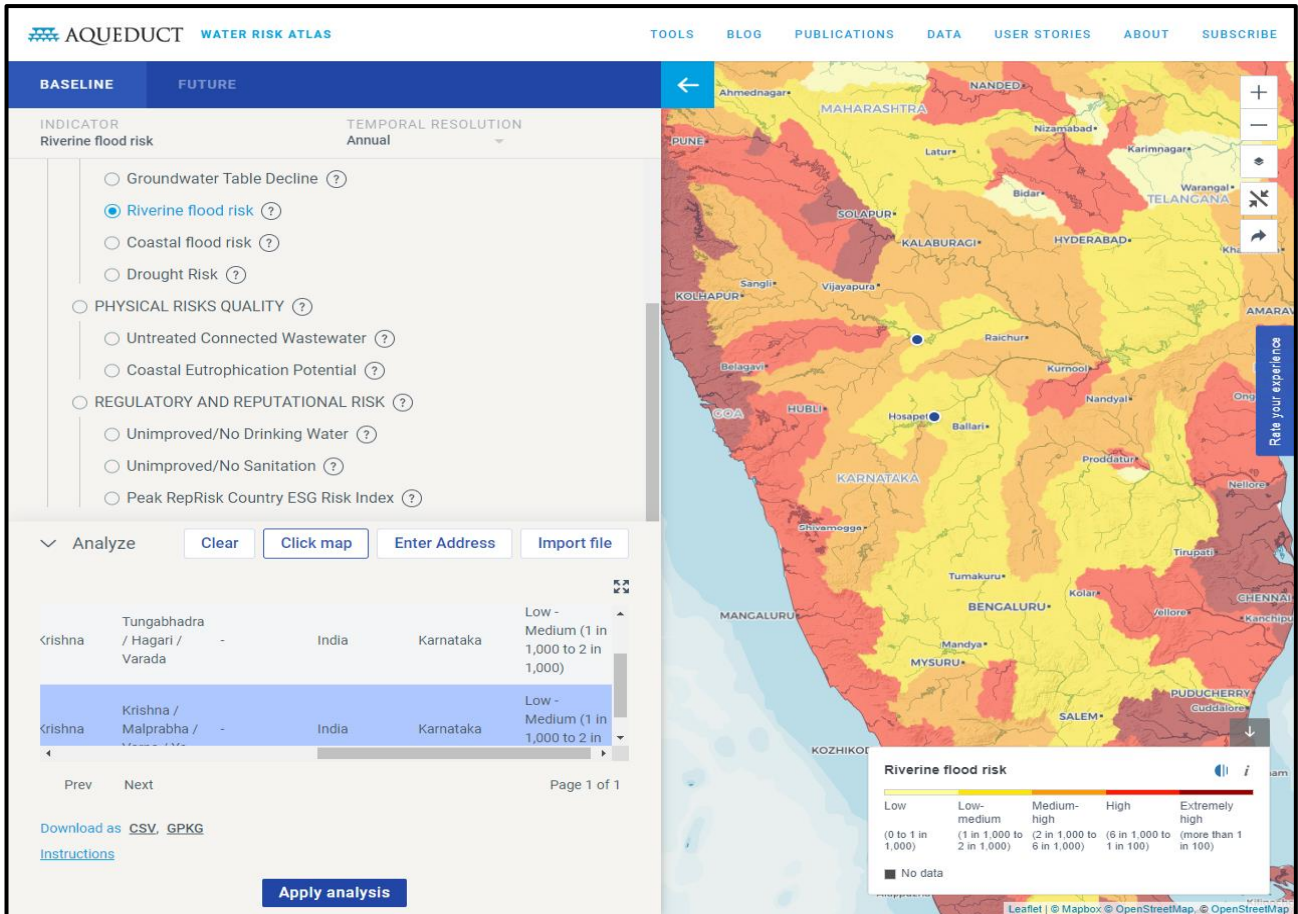 AQUEDUCT WATER RISK ATLAS
TOOLS BLOG PUBLICATIONS DATA USER STORIES ABOUT SUBSCRIBE
BASELINE FUTURE
INDICATOR
Riverine flood risk
TEMPORAL RESOLUTION
Annual
Groundwater Table Decline ?
Riverine flood risk ?
Coastal flood risk ?
Drought Risk ?
PHYSICAL RISKS QUALITY ?
Untreated Connected Wastewater ?
Coastal Eutrophication Potential ?
REGULATORY AND REPUTATIONAL RISK ?
Unimproved/No Drinking Water ?
Unimproved/No Sanitation ?
Peak RepRisk Country ESG Risk Index ?
Analyze Clear Click map Enter Address Import file
Krishna
Tungabhadra
/ Hagari /
Varada
-
India
Karnataka
Low -
Medium (1 in
1,000 to 2 in
1,000)
Krishna
Krishna /
Malprabha /
-
India
Karnataka
Low -
Medium (1 in
1,000 to 2 in
Prev Next Page 1 of 1
Download as CSV, GPKG
Instructions
Apply analysis
Ahmednagar
NANDED
MAHARASHTRA
Nizamabad
PUNE
Latur
Karimnagar
Bidar
Warangal
TELANGANA
SOLAPUR
KALABURAGI
HYDERABAD
Kha
Sangli
Vijayapura
KOLHAPUR
AMARAV
Raichur
Belagavi
Kurnool
GOA
HUBLI
Nandyal
Ong
Hosapet
Ballari
Proddatur
KARNATAKA
Nellore
Shivamogga
Tirupati
Tumakuru
Kolar
BENGALURU
CHENNAI
MANGALURU
Vellore
Kanchipu
Mandya
MYSURU
PUDUCHERRY
Cuddalore
SALEM
KOZHIKOD
Rate your experience
Riverine flood risk
i
am
Low
Low-
medium
Medium-
high
High
Extremely
high
(0 to 1 in
1,000)
(1 in 1,000 to
2 in 1,000)
(2 in 1,000 to
6 in 1,000)
(6 in 1,000 to
1 in 100)
(more than 1
in 100)
No data
Leaflet | © Mapbox © OpenStreetMap, © OpenStreetMap